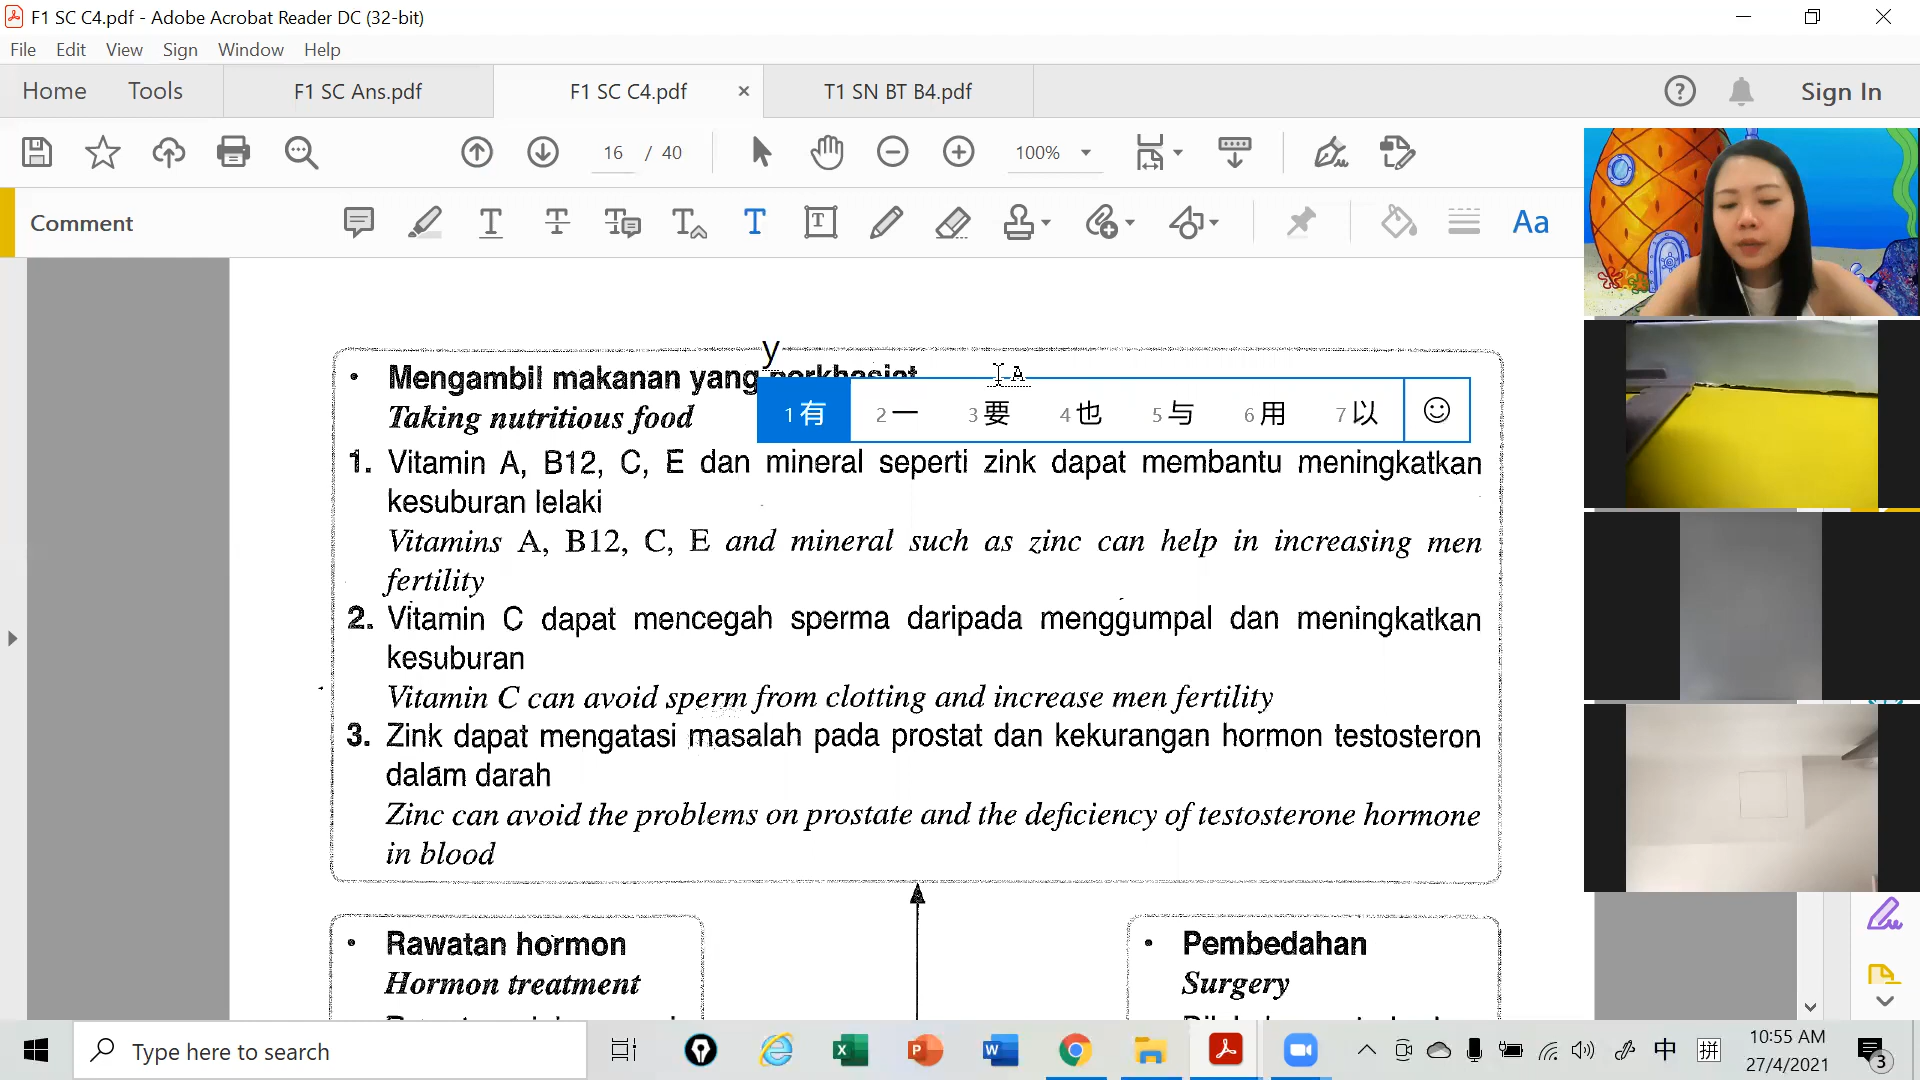 F1 SC C4.pdf - Adobe Acrobat Reader DC (32-bit)
File Edit View Sign Window Help
Home Tools F1 SC Ans.pdf F1 SC C4.pdf × T1 SN BT B4.pdf Sign In
16 / 40 100%
Comment Aa
y
• Mengambil makanan yang berkhasiat
Taking nutritious food
1 有 2 一 3 要 4 也 5 与 6 用 7 以
1. Vitamin A, B12, C, E dan mineral seperti zink dapat membantu meningkatkan
kesuburan lelaki
Vitamins A, B12, C, E and mineral such as zinc can help in increasing men
fertility
2. Vitamin C dapat mencegah sperma daripada menggumpal dan meningkatkan
kesuburan
Vitamin C can avoid sperm from clotting and increase men fertility
3. Zink dapat mengatasi masalah pada prostat dan kekurangan hormon testosteron
dalam darah
Zinc can avoid the problems on prostate and the deficiency of testosterone hormone
in blood
• Rawatan hormon
Hormon treatment
• Pembedahan
Surgery
Type here to search
中 拼
10:55 AM
27/4/2021
3